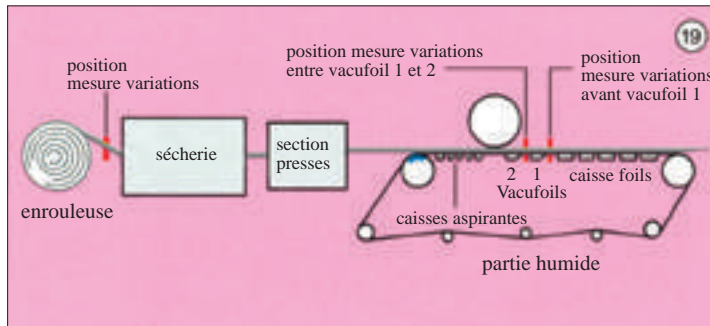 19
position mesure variations
entre vacufoil 1 et 2
position
mesure variations
avant vacufoil 1
position
mesure variations
sécherie
section
presses
2 1
Vacufoils
caisse foils
caisses aspirantes
enrouleuse
partie humide